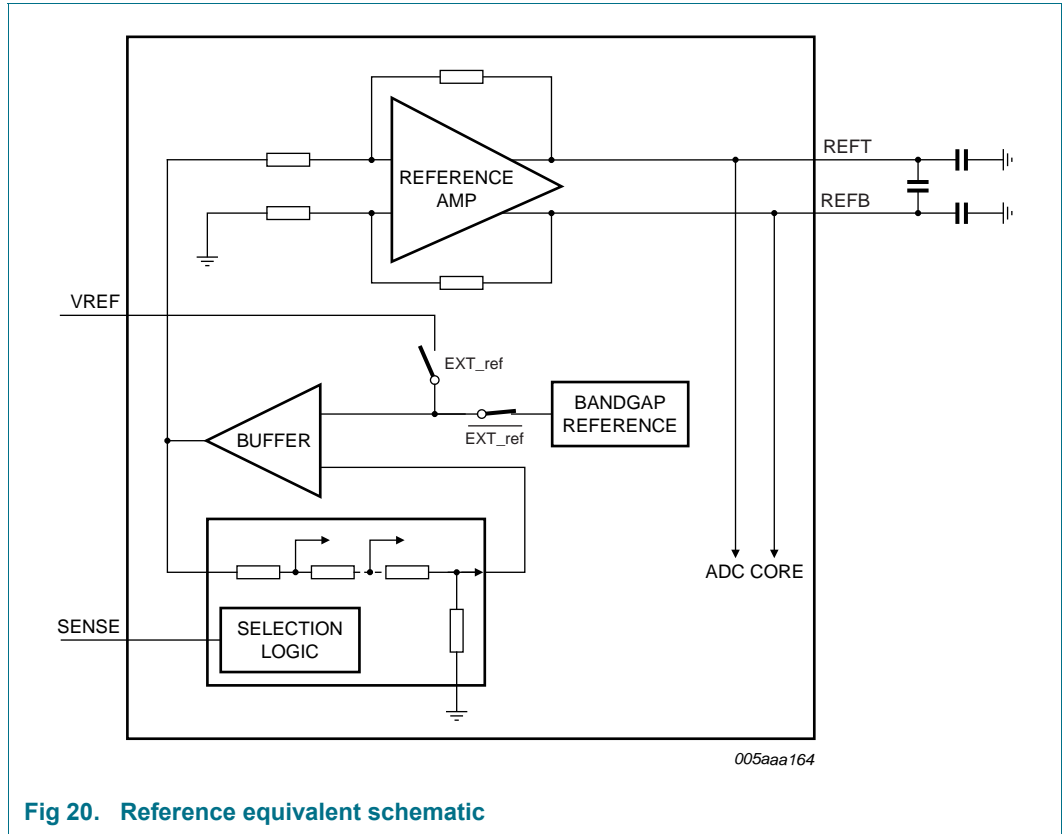 REFERENCE
AMP
REFT
REFB
VREF
EXT_ref
BANDGAP
REFERENCE
EXT_ref
BUFFER
ADC CORE
SENSE
SELECTION
LOGIC
005aaa164
Fig 20. Reference equivalent schematic